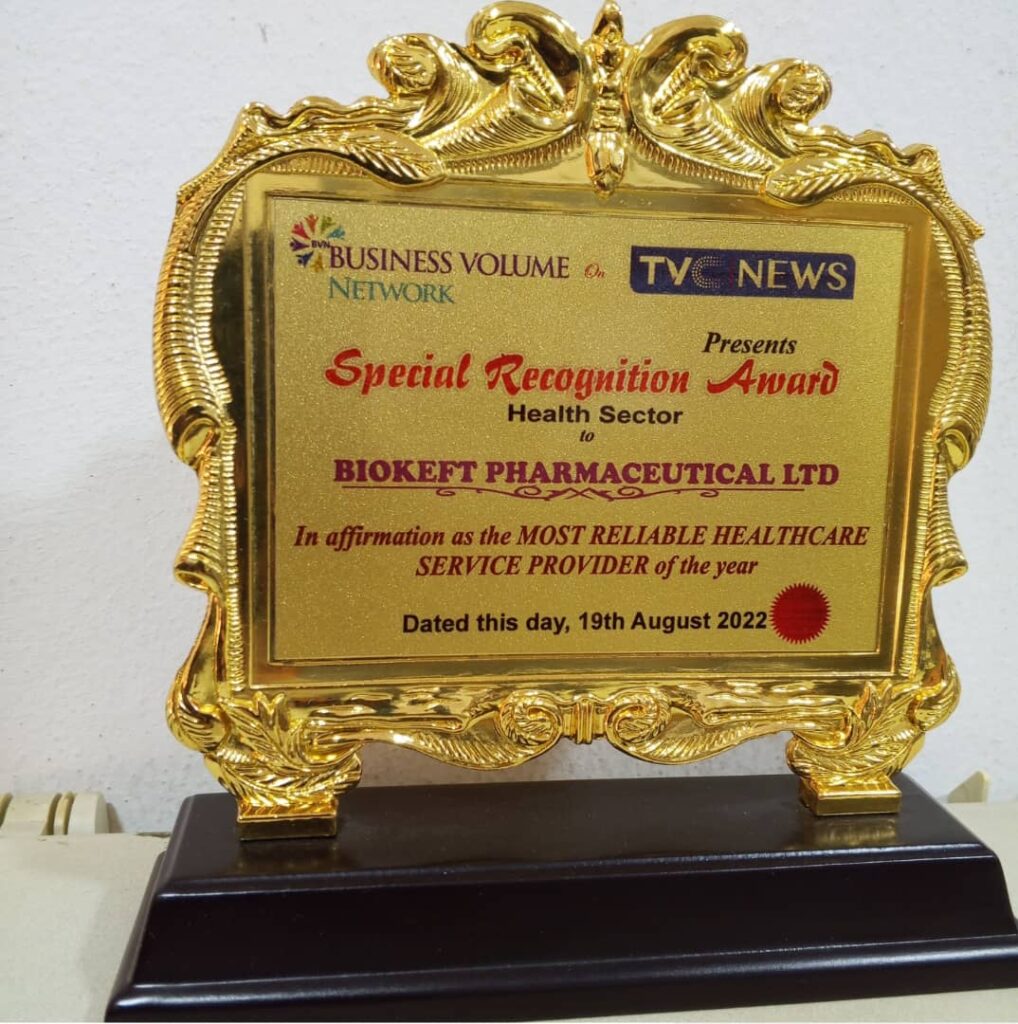 BVN
BUSINESS VOLUME On TVC NEWS
NETWORK
Presents
Special Recognition Award
Health Sector
to
BIOKEFT PHARMACEUTICAL LTD
In affirmation as the MOST RELIABLE HEALTHCARE
SERVICE PROVIDER of the year
Dated this day, 19th August 2022